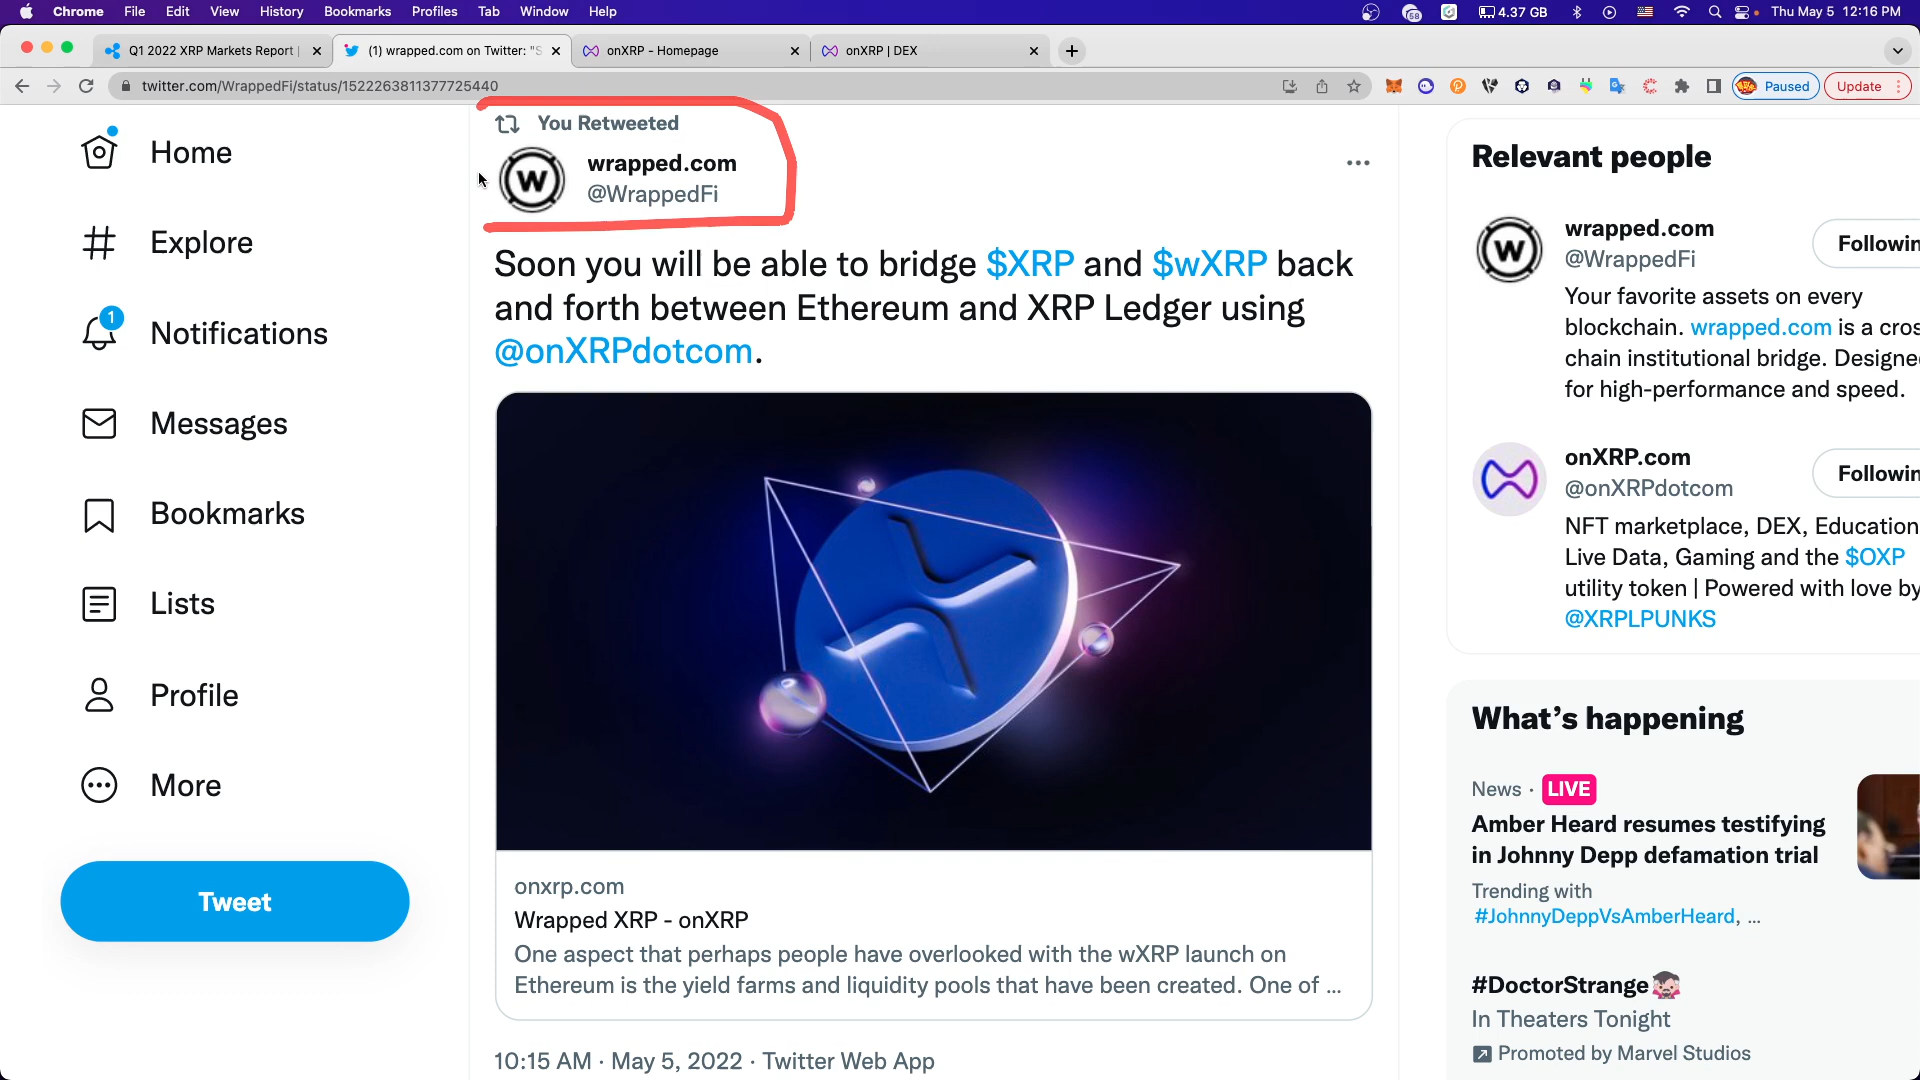 Chrome File Edit View History Bookmarks Profiles Tab Window Help 58 4.37 GB Thu May 5 12:16 PM
Q1 2022 XRP Markets Report | (1) wrapped.com on Twitter: "S onXRP - Homepage onXRP | DEX
twitter.com/WrappedFi/status/1522263811377725440 Paused Update
Home
Explore
1
Notifications
Messages
Bookmarks
Lists
Profile
More
Tweet
You Retweeted
W
wrapped.com
@WrappedFi
Soon you will be able to bridge $XRP and $wXRP back
and forth between Ethereum and XRP Ledger using
@onXRPdotcom.
onxrp.com
Wrapped XRP - onXRP
One aspect that perhaps people have overlooked with the wXRP launch on
Ethereum is the yield farms and liquidity pools that have been created. One of ...
10:15 AM · May 5, 2022 · Twitter Web App
Relevant people
W
wrapped.com
@WrappedFi
Followin
Your favorite assets on every
blockchain. wrapped.com is a cros
chain institutional bridge. Designe
for high-performance and speed.
onXRP.com
@onXRPdotcom
Followin
NFT marketplace, DEX, Education
Live Data, Gaming and the $OXP
utility token | Powered with love by
@XRPLPUNKS
What's happening
News · LIVE
Amber Heard resumes testifying
in Johnny Depp defamation trial
Trending with
#JohnnyDeppVsAmberHeard, ...
#DoctorStrange
In Theaters Tonight
Promoted by Marvel Studios